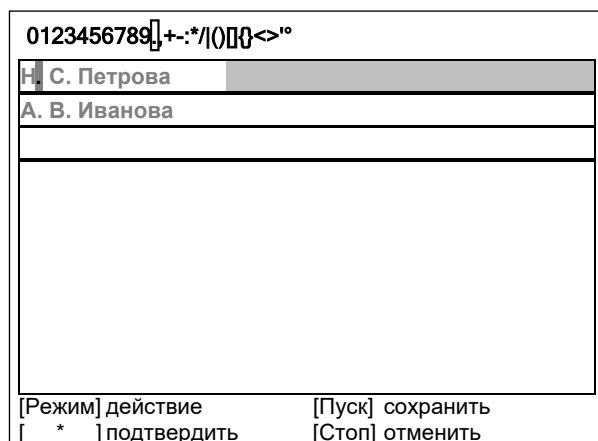 0123456789.,+-:*/|()[]{}<>'°
Н. С. Петрова
А. В. Иванова
[Режим] действие [Пуск] сохранить
[ * ] подтвердить [Стоп] отменить